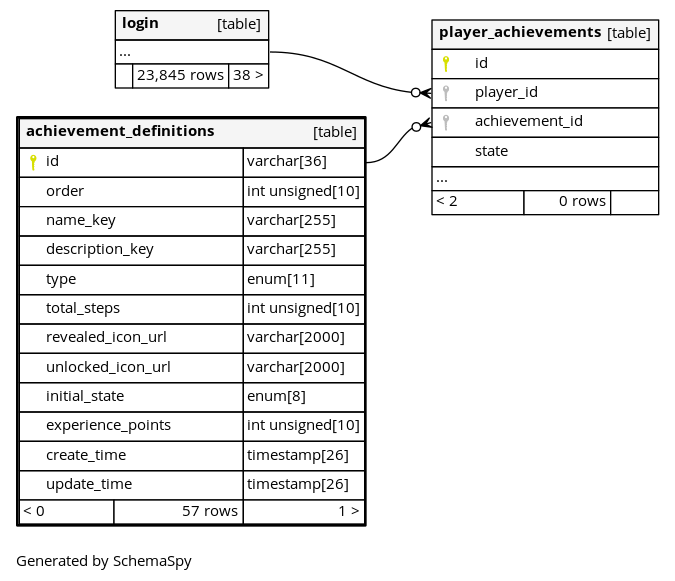 login [table]
...
23,845 rows 38 >
player_achievements [table]
id
player_id
achievement_id
state
...
< 2 0 rows
achievement_definitions [table]
id varchar[36]
order int unsigned[10]
name_key varchar[255]
description_key varchar[255]
type enum[11]
total_steps int unsigned[10]
revealed_icon_url varchar[2000]
unlocked_icon_url varchar[2000]
initial_state enum[8]
experience_points int unsigned[10]
create_time timestamp[26]
update_time timestamp[26]
< 0 57 rows 1 >
Generated by SchemaSpy